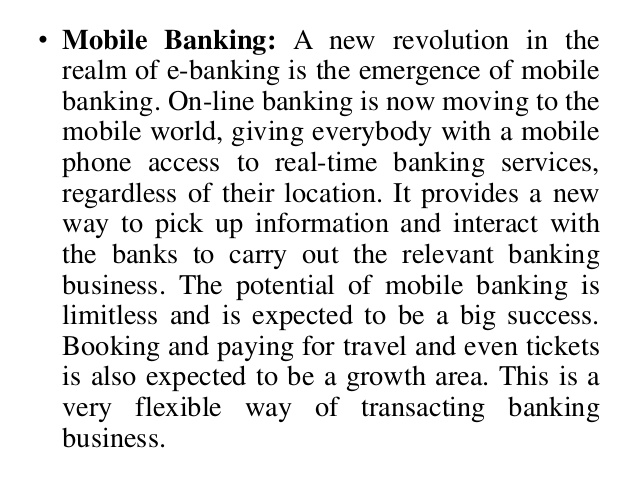 • Mobile Banking: A new revolution in the
realm of e-banking is the emergence of mobile
banking. On-line banking is now moving to the
mobile world, giving everybody with a mobile
phone access to real-time banking services,
regardless of their location. It provides a new
way to pick up information and interact with
the banks to carry out the relevant banking
business. The potential of mobile banking is
limitless and is expected to be a big success.
Booking and paying for travel and even tickets
is also expected to be a growth area. This is a
very flexible way of transacting banking
business.